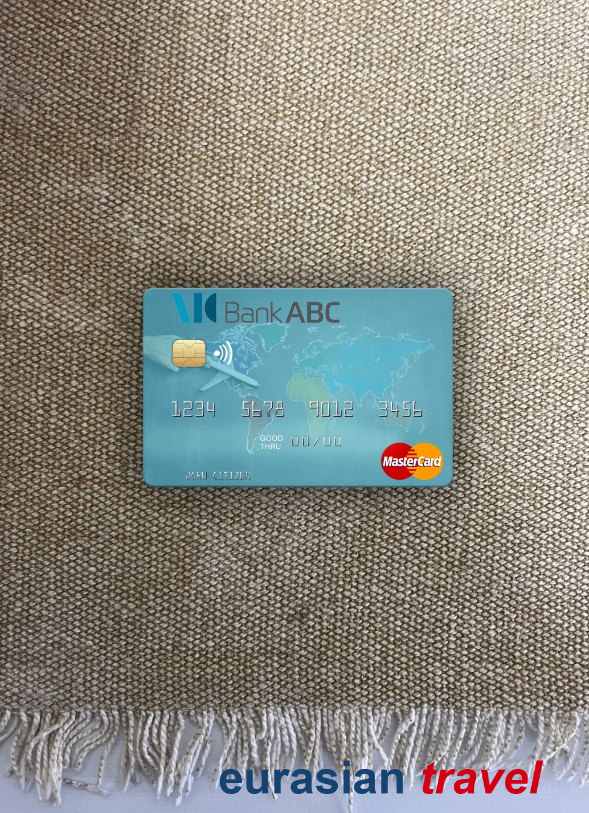 Bank ABC
1234 5678 9012 3456
GOOD THRU 00/00
MasterCard
eurasian travel